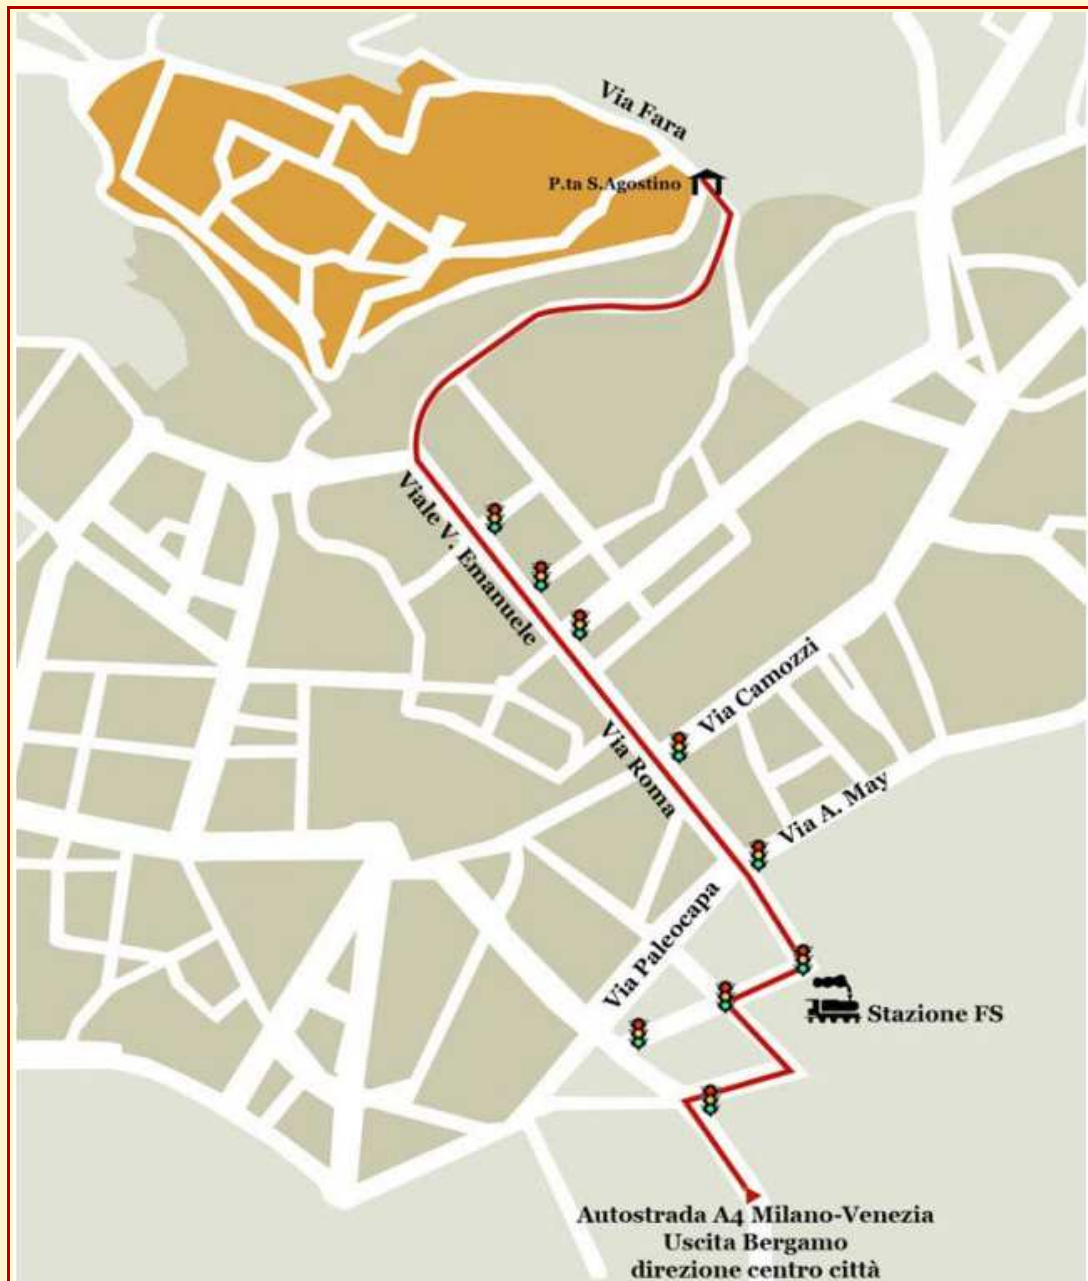 Via Fara
P.ta S.Agostino
Viale V. Emanuele
Via Camozzi
Via Roma
Via A. May
Via Paleocapa
Stazione FS
Autostrada A4 Milano-Venezia
Uscita Bergamo
direzione centro città